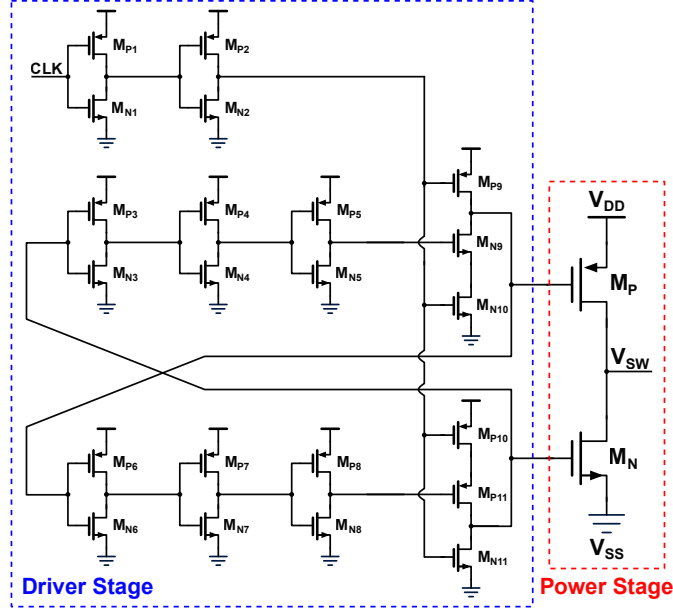 M_P1
M_P2
CLK
M_N1
M_N2
M_P9
M_P3
M_P4
M_P5
V_DD
M_N9
M_N3
M_N4
M_N5
M_P
M_N10
V_SW
M_P10
M_P6
M_P7
M_P8
M_N
M_P11
M_N6
M_N7
M_N8
V_SS
M_N11
Driver Stage
Power Stage